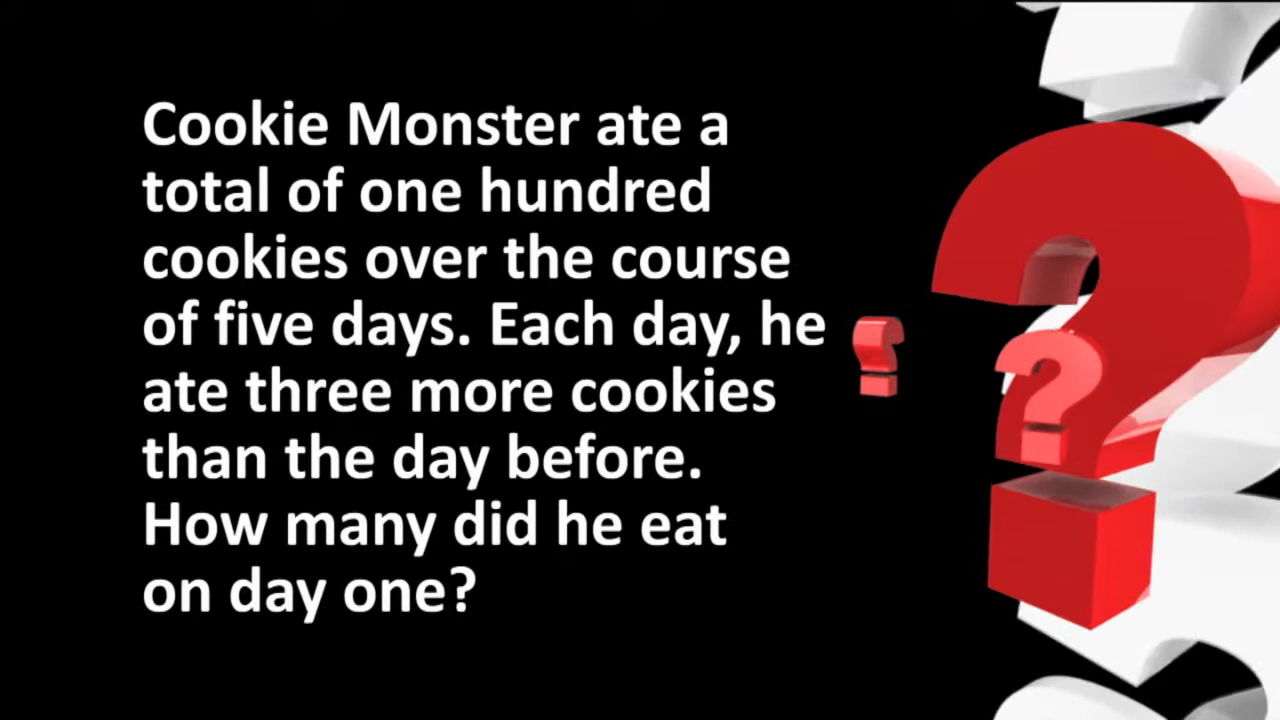 Cookie Monster ate a
total of one hundred
cookies over the course
of five days. Each day, he
ate three more cookies
than the day before.
How many did he eat
on day one?